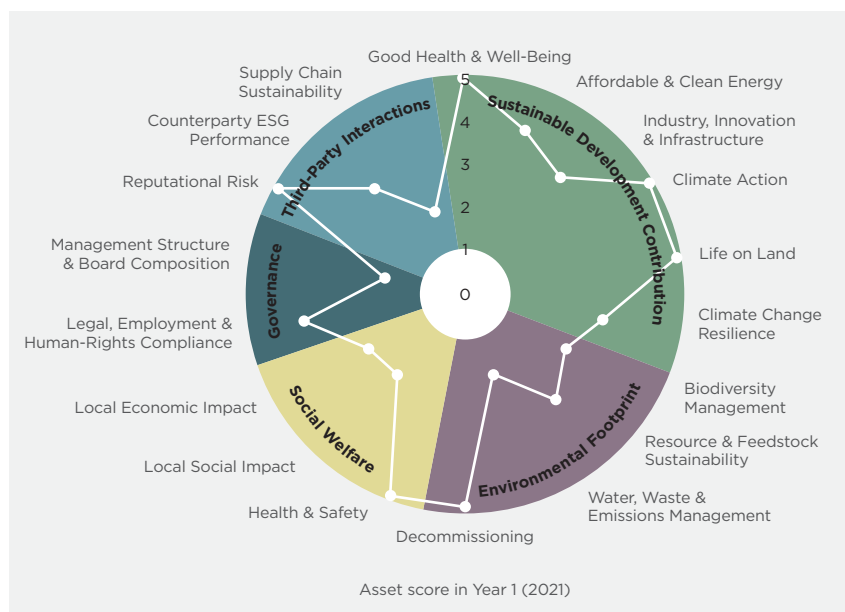 Good Health & Well-Being
Affordable & Clean Energy
Industry, Innovation
& Infrastructure
Climate Action
Life on Land
Climate Change
Resilience
Biodiversity
Management
Resource & Feedstock
Sustainability
Water, Waste &
Emissions Management
Decommissioning
Health & Safety
Local Social Impact
Local Economic Impact
Legal, Employment &
Human-Rights Compliance
Management Structure
& Board Composition
Reputational Risk
Counterparty ESG
Performance
Supply Chain
Sustainability
Third-Party Interactions
Sustainable Development Contribution
Environmental Footprint
Social Welfare
Governance
5
4
3
2
1
0
Asset score in Year 1 (2021)